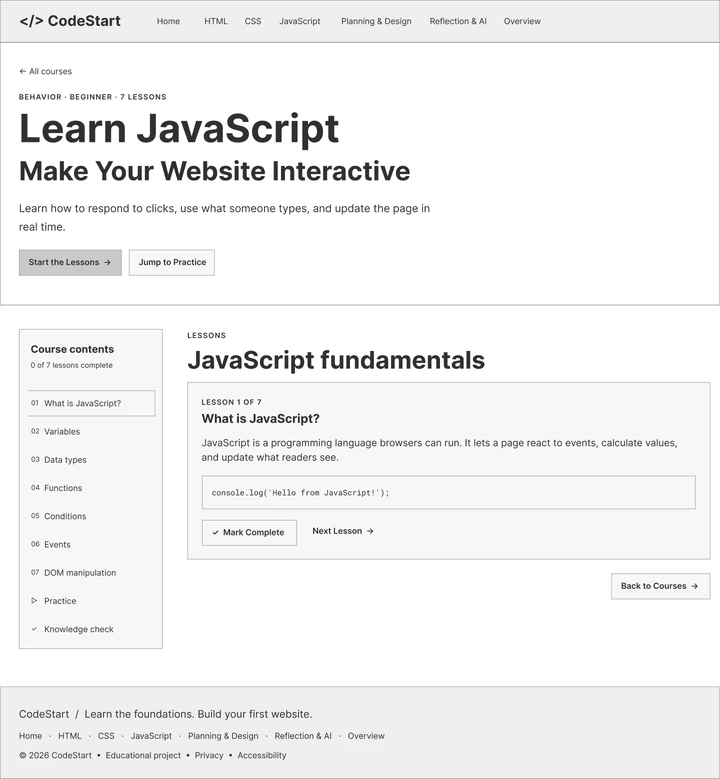 </> CodeStart Home HTML CSS JavaScript Planning & Design Reflection & AI Overview
← All courses
BEHAVIOR · BEGINNER · 7 LESSONS
Learn JavaScript
Make Your Website Interactive
Learn how to respond to clicks, use what someone types, and update the page in
real time.
Start the Lessons → Jump to Practice
Course contents
0 of 7 lessons complete
01 What is JavaScript?
02 Variables
03 Data types
04 Functions
05 Conditions
06 Events
07 DOM manipulation
▷ Practice
✓ Knowledge check
LESSONS
JavaScript fundamentals
LESSON 1 OF 7
What is JavaScript?
JavaScript is a programming language browsers can run. It lets a page react to events, calculate values,
and update what readers see.
console.log('Hello from JavaScript!');
✓ Mark Complete Next Lesson →
Back to Courses →
CodeStart / Learn the foundations. Build your first website.
Home · HTML · CSS · JavaScript · Planning & Design · Reflection & AI · Overview
© 2026 CodeStart • Educational project • Privacy • Accessibility